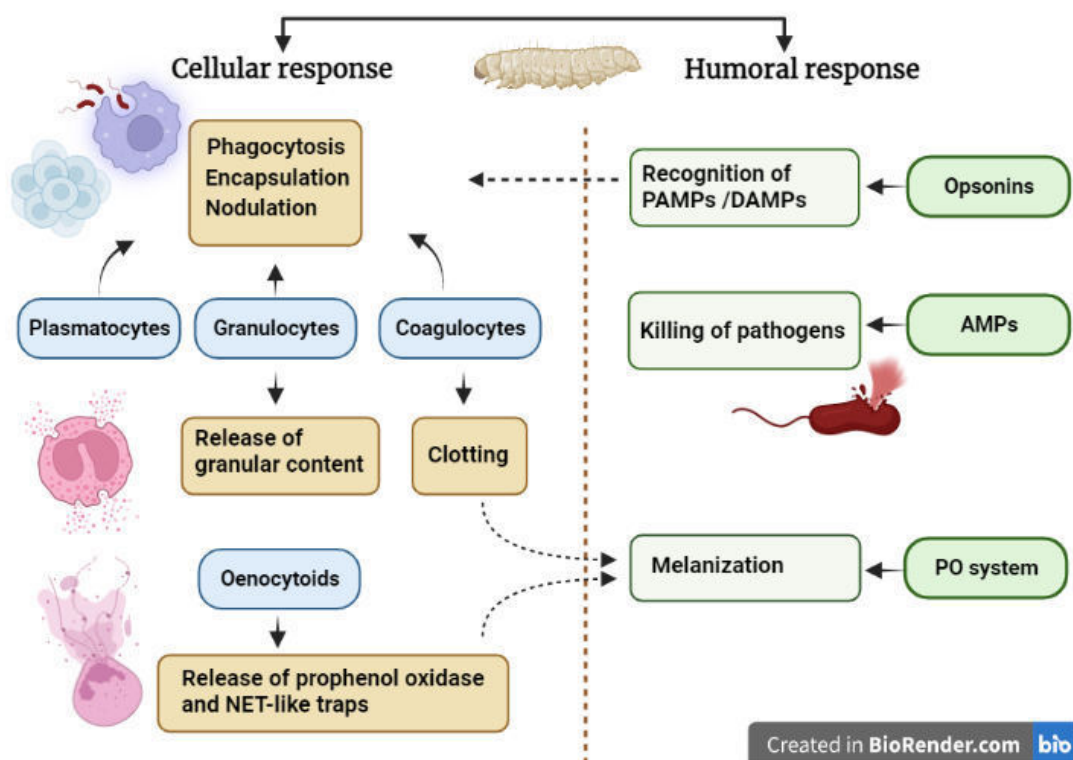 Cellular response
Humoral response
Phagocytosis
Encapsulation
Nodulation
Recognition of
PAMPs /DAMPs
Opsonins
Plasmatocytes
Granulocytes
Coagulocytes
Killing of pathogens
AMPs
Release of
granular content
Clotting
Oenocytoids
Melanization
PO system
Release of prophenol oxidase
and NET-like traps
Created in BioRender.com bio